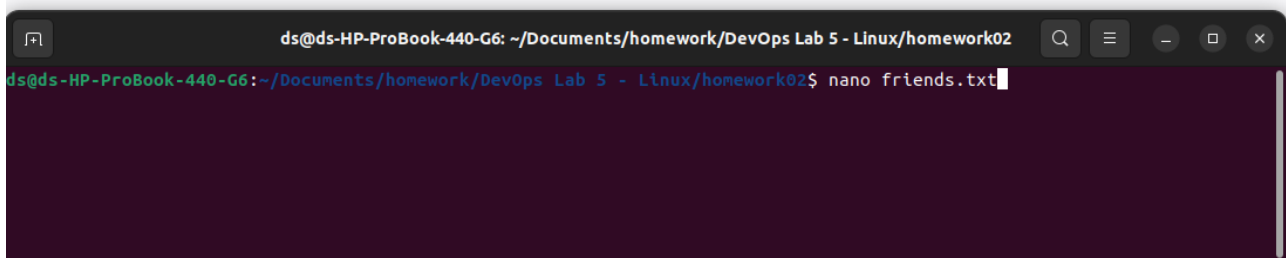 ds@ds-HP-ProBook-440-G6: ~/Documents/homework/DevOps Lab 5 - Linux/homework02
ds@ds-HP-ProBook-440-G6:~/Documents/homework/DevOps Lab 5 - Linux/homework02$ nano friends.txt